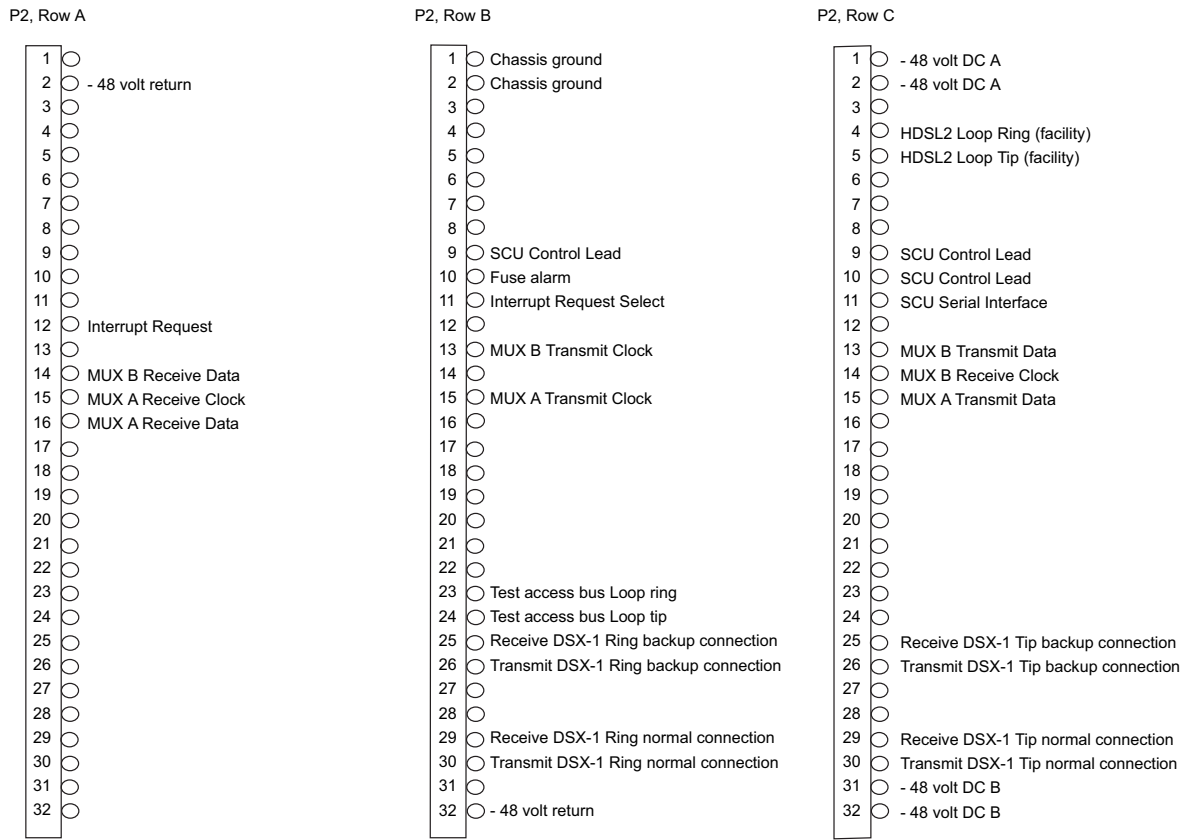 P2, Row A
1
2 - 48 volt return
3
4
5
6
7
8
9
10
11
12 Interrupt Request
13
14 MUX B Receive Data
15 MUX A Receive Clock
16 MUX A Receive Data
17
18
19
20
21
22
23
24
25
26
27
28
29
30
31
32
P2, Row B
1 Chassis ground
2 Chassis ground
3
4
5
6
7
8
9 SCU Control Lead
10 Fuse alarm
11 Interrupt Request Select
12
13 MUX B Transmit Clock
14
15 MUX A Transmit Clock
16
17
18
19
20
21
22
23 Test access bus Loop ring
24 Test access bus Loop tip
25 Receive DSX-1 Ring backup connection
26 Transmit DSX-1 Ring backup connection
27
28
29 Receive DSX-1 Ring normal connection
30 Transmit DSX-1 Ring normal connection
31
32 - 48 volt return
P2, Row C
1 - 48 volt DC A
2 - 48 volt DC A
3
4 HDSL2 Loop Ring (facility)
5 HDSL2 Loop Tip (facility)
6
7
8
9 SCU Control Lead
10 SCU Control Lead
11 SCU Serial Interface
12
13 MUX B Transmit Data
14 MUX B Receive Clock
15 MUX A Transmit Data
16
17
18
19
20
21
22
23
24
25 Receive DSX-1 Tip backup connection
26 Transmit DSX-1 Tip backup connection
27
28
29 Receive DSX-1 Tip normal connection
30 Transmit DSX-1 Tip normal connection
31 - 48 volt DC B
32 - 48 volt DC B